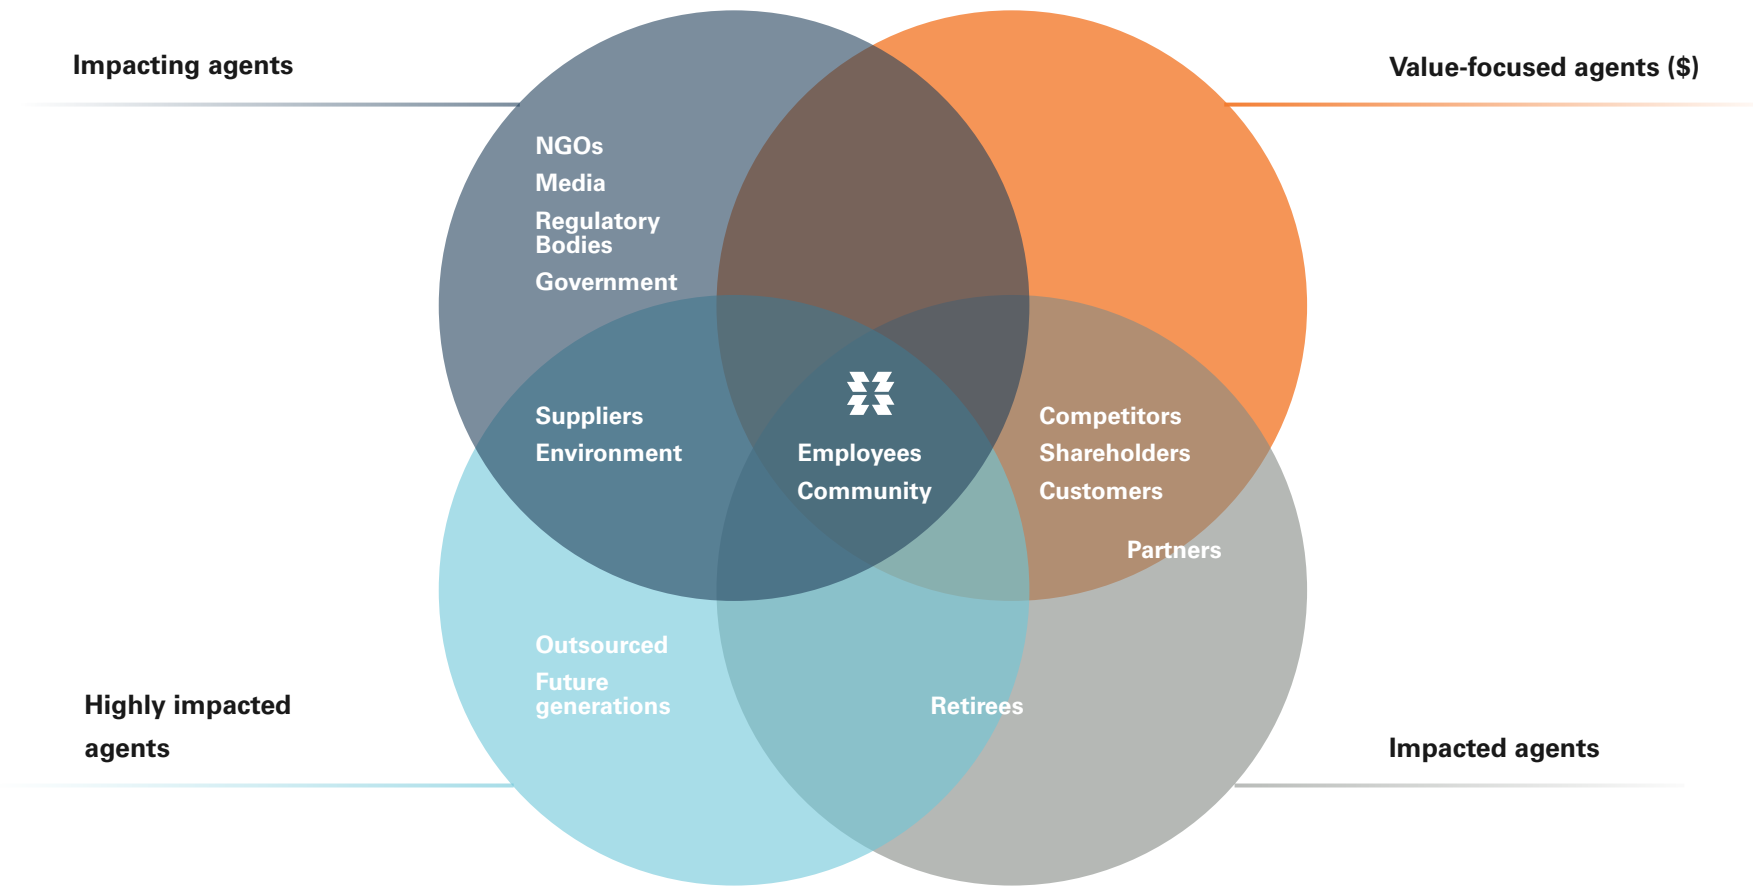 Impacting agents
Value-focused agents ($)
NGOs
Media
Regulatory
Bodies
Government
Suppliers
Environment
Employees
Community
Competitors
Shareholders
Customers
Partners
Outsourced
Future
generations
Retirees
Highly impacted
agents
Impacted agents